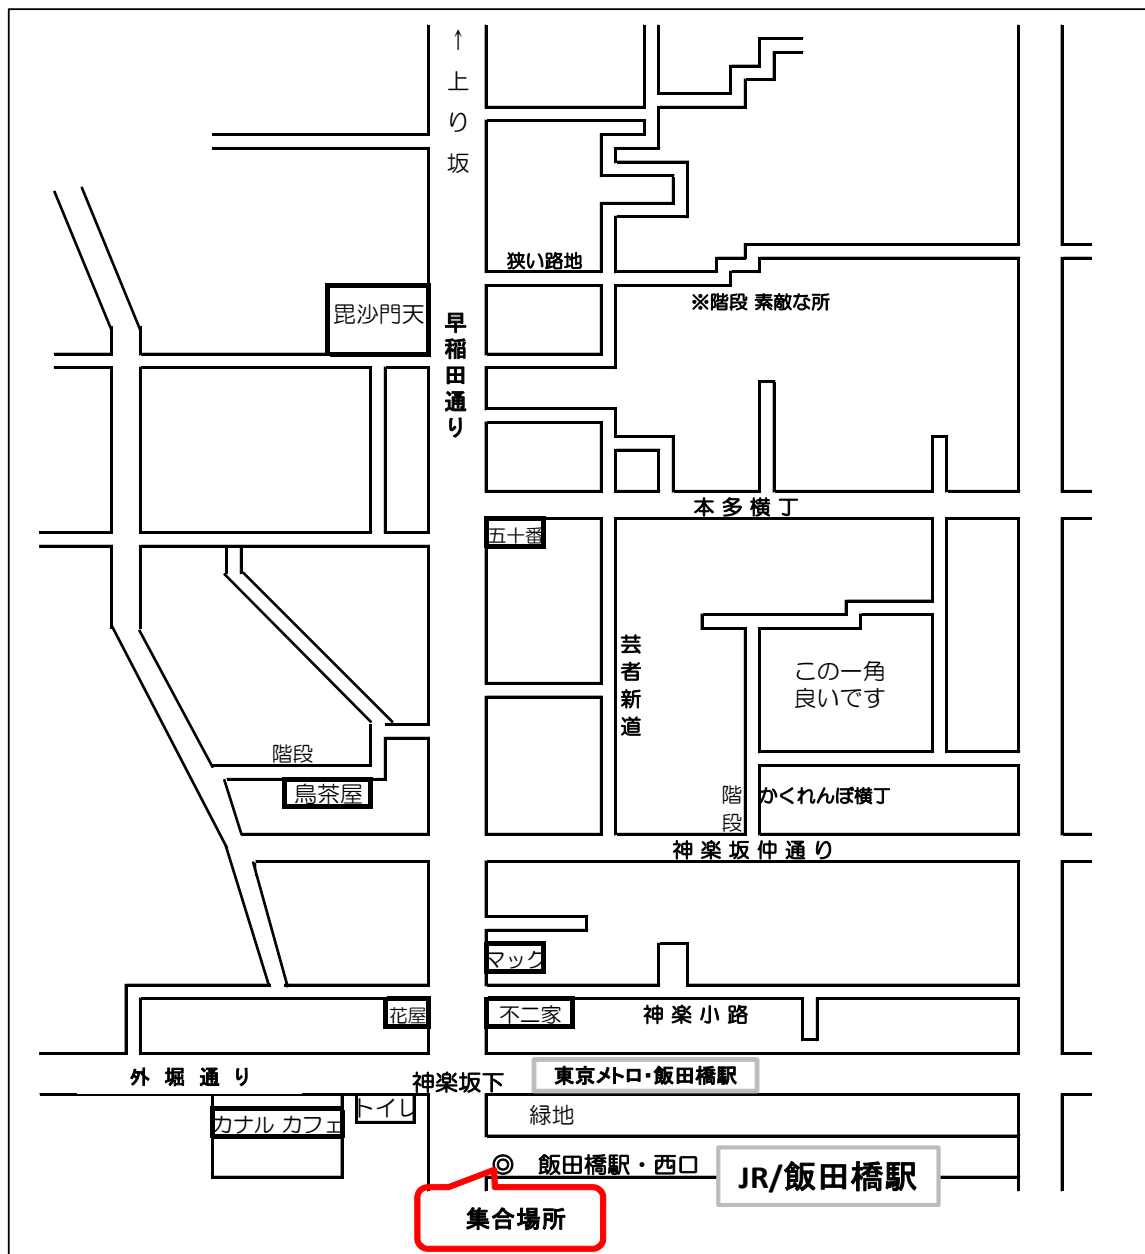 ↑上り坂
狭い路地
※階段 素敵な所
毘沙門天
早稲田通り
本多横丁
五十番
芸者新道
この一角
良いです
階段
鳥茶屋
階段
かくれんぼ横丁
神楽坂仲通り
マック
花屋
不二家
神楽小路
外堀通り
神楽坂下
東京メトロ・飯田橋駅
カナル カフェ
トイレ
緑地
◎ 飯田橋駅・西口
JR/飯田橋駅
集合場所